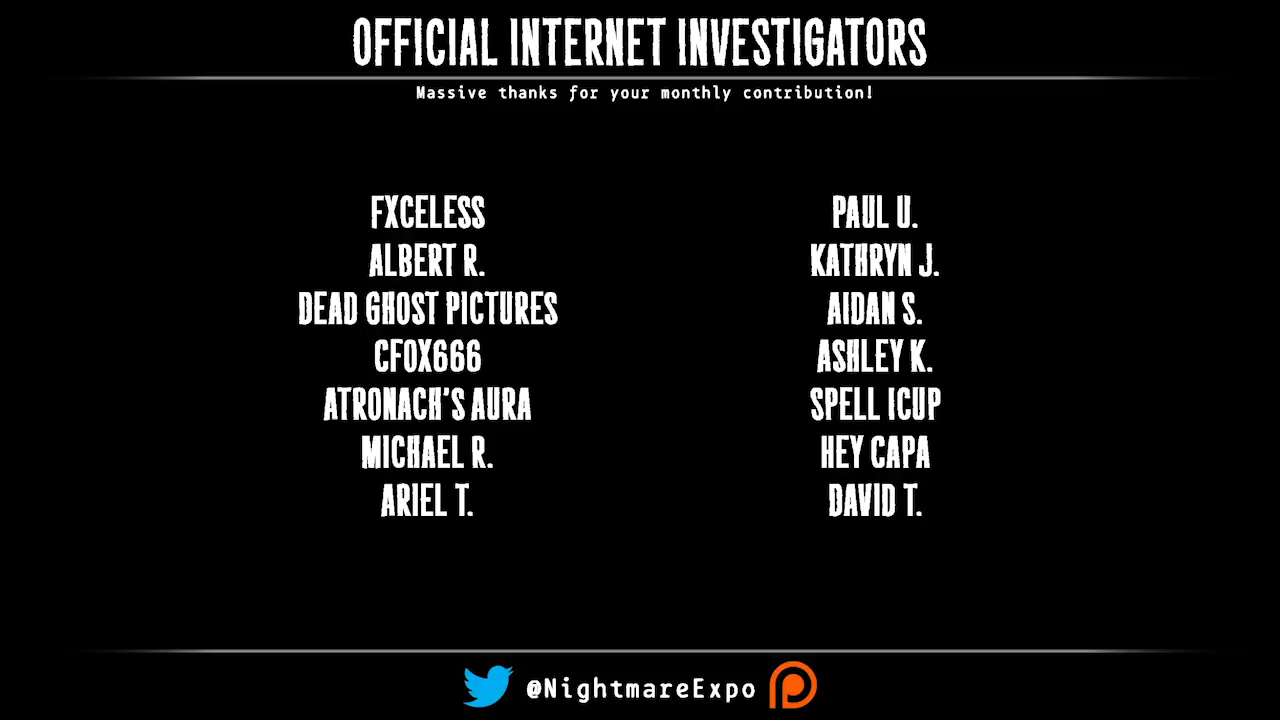 OFFICIAL INTERNET INVESTIGATORS
Massive thanks for your monthly contribution!
FXCELESS
ALBERT R.
DEAD GHOST PICTURES
CFOX666
ATRONACH'S AURA
MICHAEL R.
ARIEL T.
PAUL U.
KATHRYN J.
AIDAN S.
ASHLEY K.
SPELL ICUP
HEY CAPA
DAVID T.
@NightmareExpo